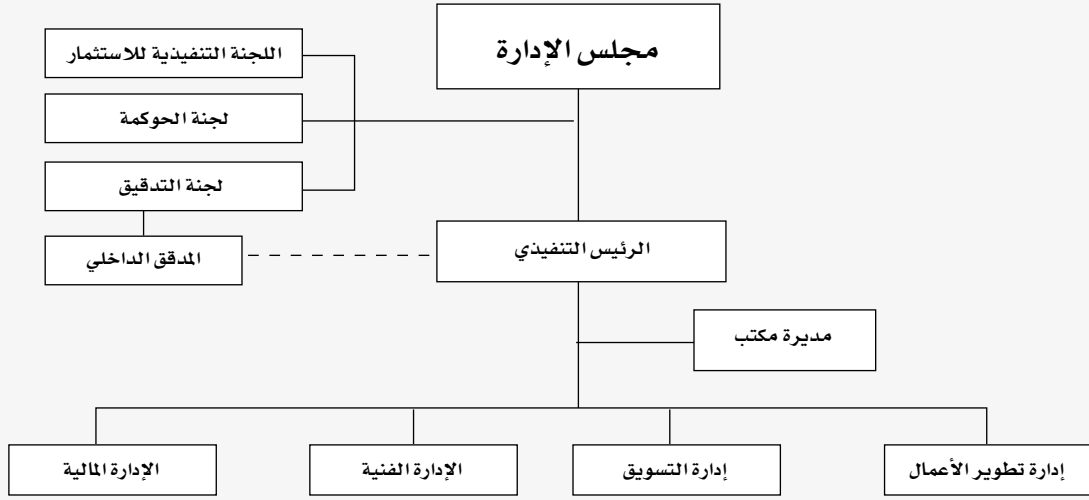 مجلس الإدارة
اللجنة التنفيذية للاستثمار
لجنة الحوكمة
لجنة التدقيق
الرئيس التنفيذي
المدقق الداخلي
مديرة مكتب
إدارة تطوير الأعمال
إدارة التسويق
الإدارة الفنية
الإدارة المالية